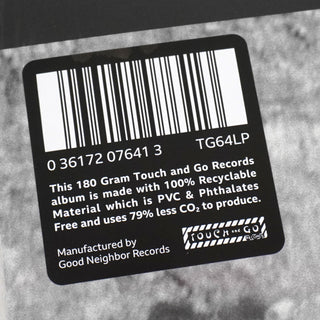 0 36172 07641 3 TG64LP
This 180 Gram Touch and Go Records
album is made with 100% Recyclable
Material which is PVC & Phthalates
Free and uses 79% less CO₂ to produce.
Manufactured by
Good Neighbor Records
TOUCH AND GO